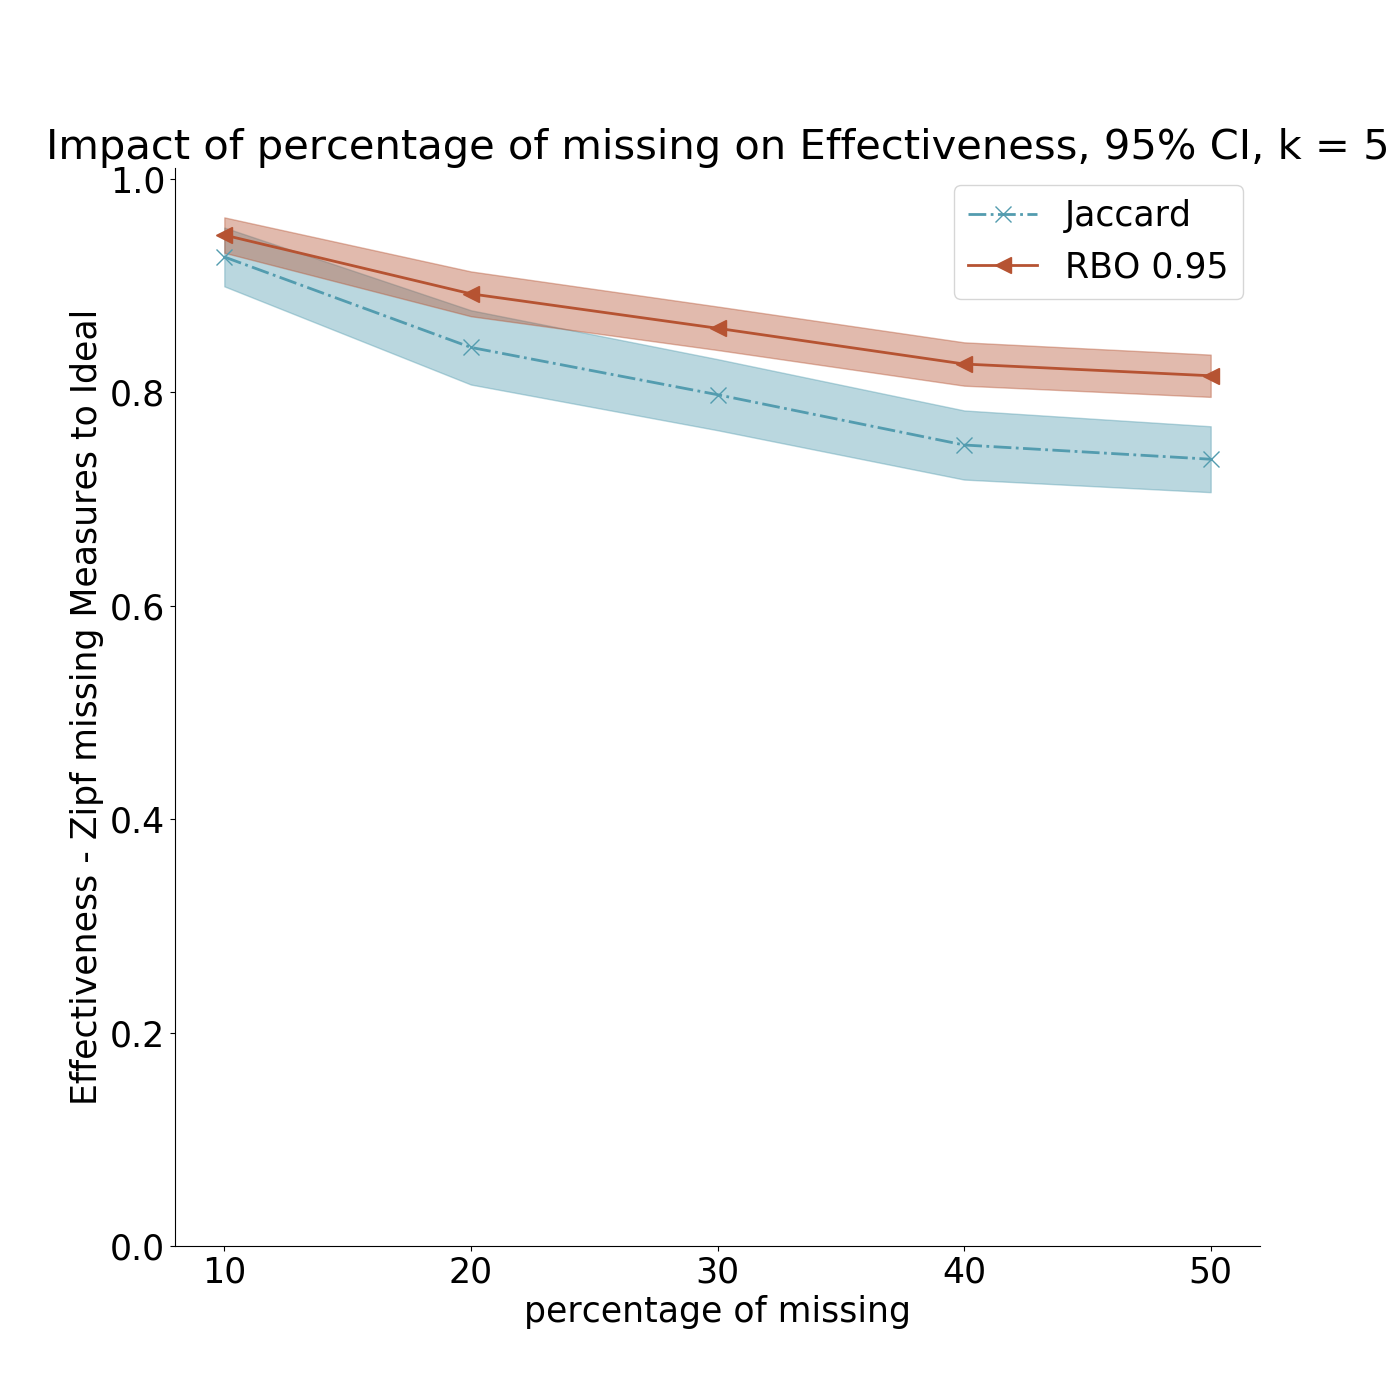 Impact of percentage of missing on Effectiveness, 95% CI, k = 5
Jaccard
RBO 0.95
Effectiveness - Zipf missing Measures to Ideal
1.0
0.8
0.6
0.4
0.2
0.0
10 20 30 40 50
percentage of missing